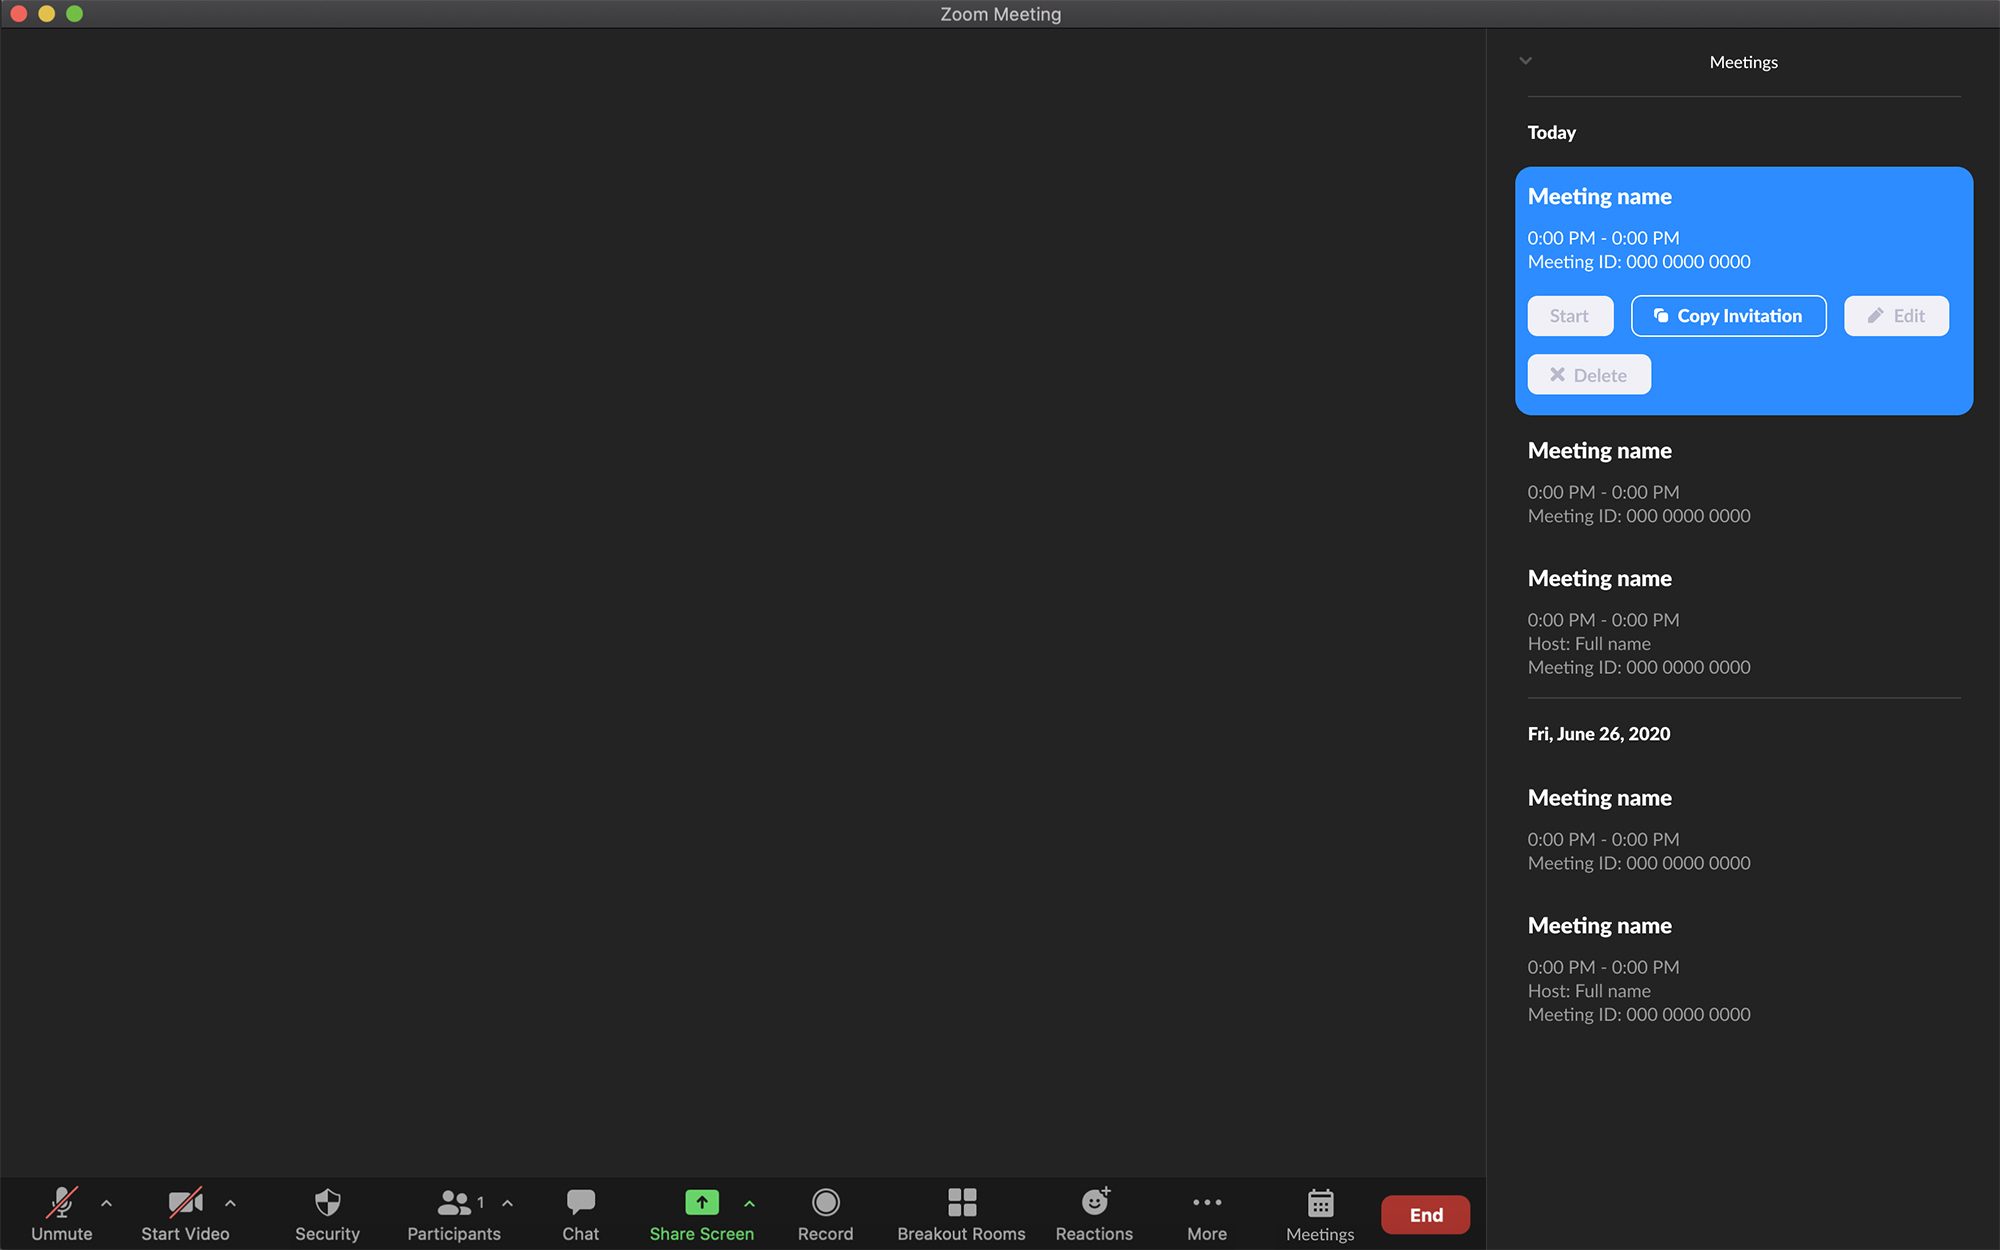 Zoom Meeting
Meetings
Today
Meeting name
0:00 PM - 0:00 PM
Meeting ID: 000 0000 0000
Start
Copy Invitation
Edit
Delete
Meeting name
0:00 PM - 0:00 PM
Meeting ID: 000 0000 0000
Meeting name
0:00 PM - 0:00 PM
Host: Full name
Meeting ID: 000 0000 0000
Fri, June 26, 2020
Meeting name
0:00 PM - 0:00 PM
Meeting ID: 000 0000 0000
Meeting name
0:00 PM - 0:00 PM
Host: Full name
Meeting ID: 000 0000 0000
Unmute
Start Video
Security
1
Participants
Chat
Share Screen
Record
Breakout Rooms
Reactions
More
Meetings
End